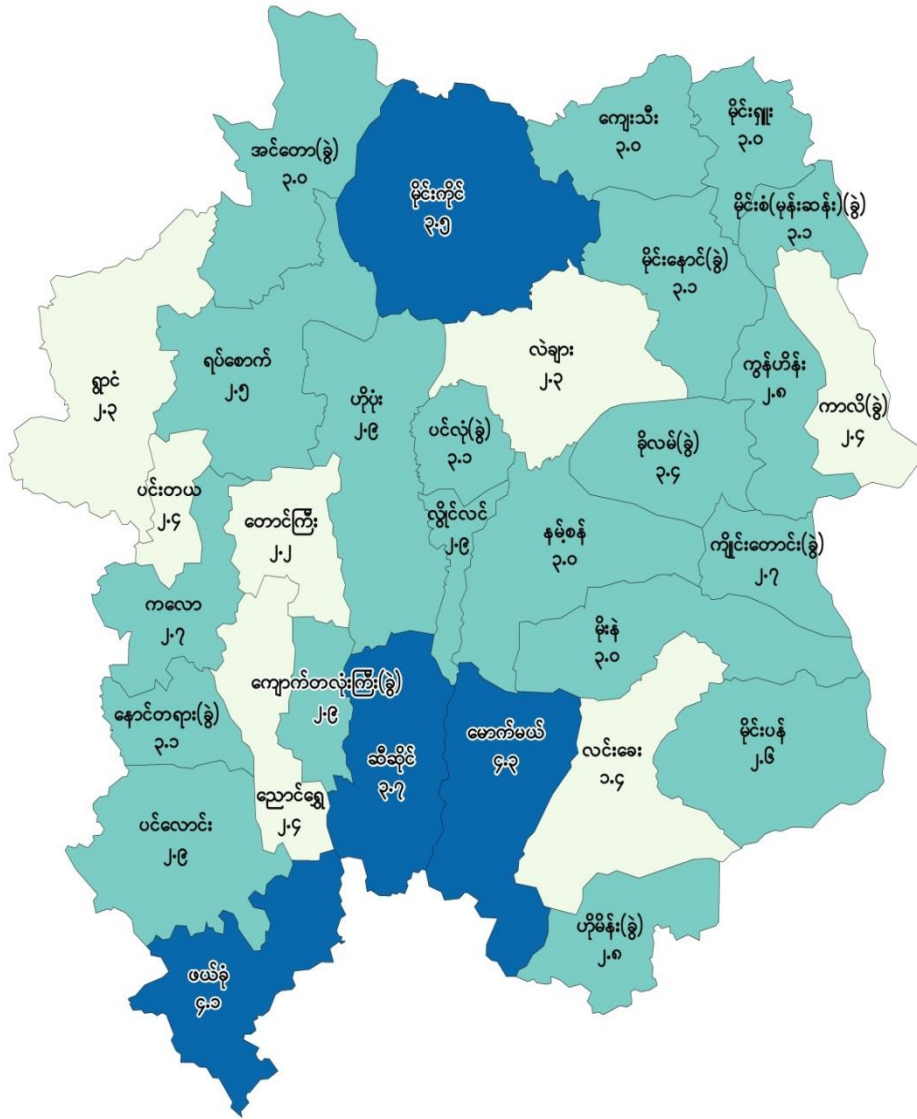 ကျေးသီး
၃.၀
မိုင်းရှူး
၃.၀
အင်တော(ခွဲ)
၃.၀
မိုင်းကိုင်
၃.၅
မိုင်းစံ(မုန်းဆန်း)(ခွဲ)
၃.၁
မိုင်းနောင်(ခွဲ)
၃.၁
ရွာငံ
၂.၃
ရပ်စောက်
၂.၅
လဲချား
၂.၃
ကွန်ဟိန်း
၂.၈
ဟိုပုံး
၂.၉
ကာလိ(ခွဲ)
၂.၄
ပင်လုံ(ခွဲ)
၃.၁
ခိုလမ်(ခွဲ)
၃.၄
ပင်းတယ
၂.၄
တောင်ကြီး
၂.၂
လွိုင်လင်
၂.၉
နမ့်စန်
၃.၀
ကျိုင်းတောင်း(ခွဲ)
၂.၇
ကလော
၂.၇
မိုးနဲ
၃.၀
ကျောက်တလုံးကြီး(ခွဲ)
၂.၉
နောင်တရား(ခွဲ)
၃.၁
ဆီဆိုင်
၃.၇
မောက်မယ်
၄.၃
လင်းခေး
၁.၄
မိုင်းပန်
၂.၆
ညောင်ရွှေ
၂.၄
ပင်လောင်း
၂.၉
ဟိုမိန်း(ခွဲ)
၂.၈
ဖယ်ခုံ
၄.၁